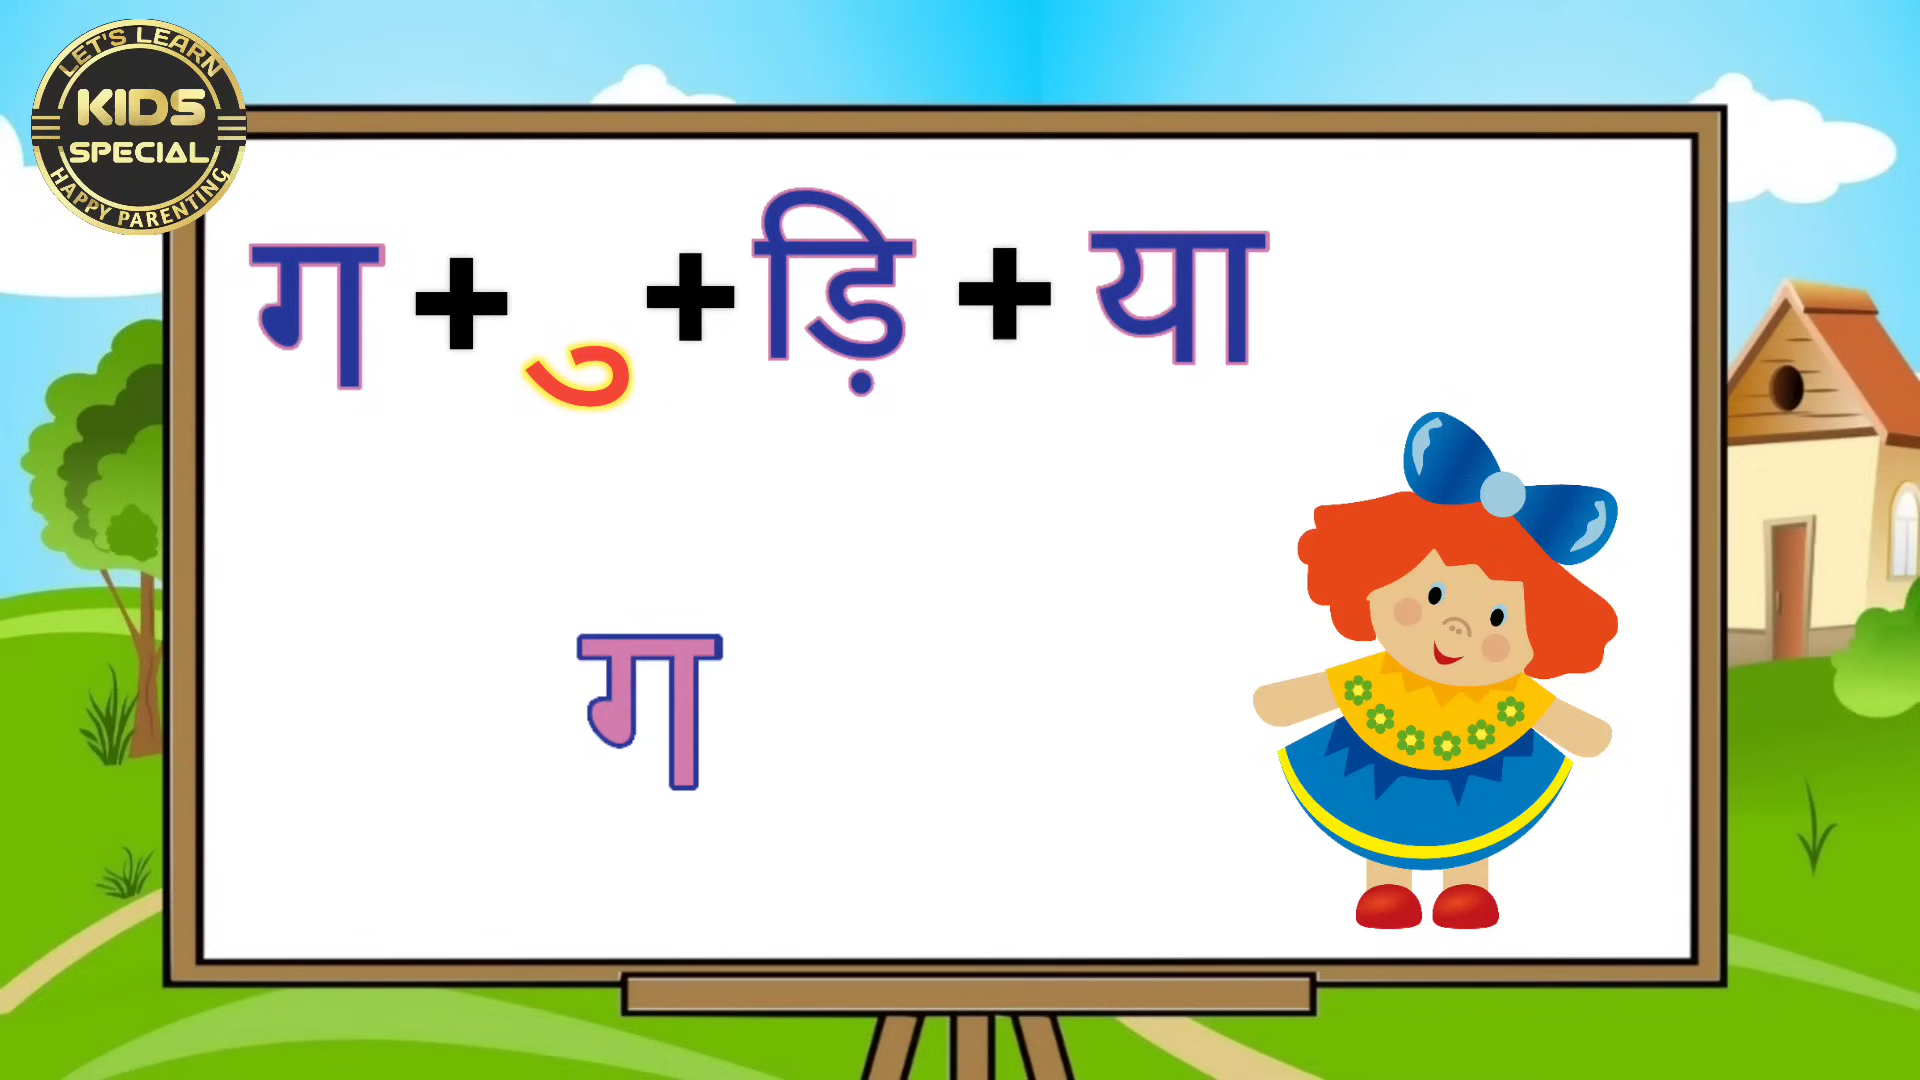 LET'S LEARN
KIDS
SPECIAL
HAPPY PARENTING
ग + ु + ड़ि + या
ग